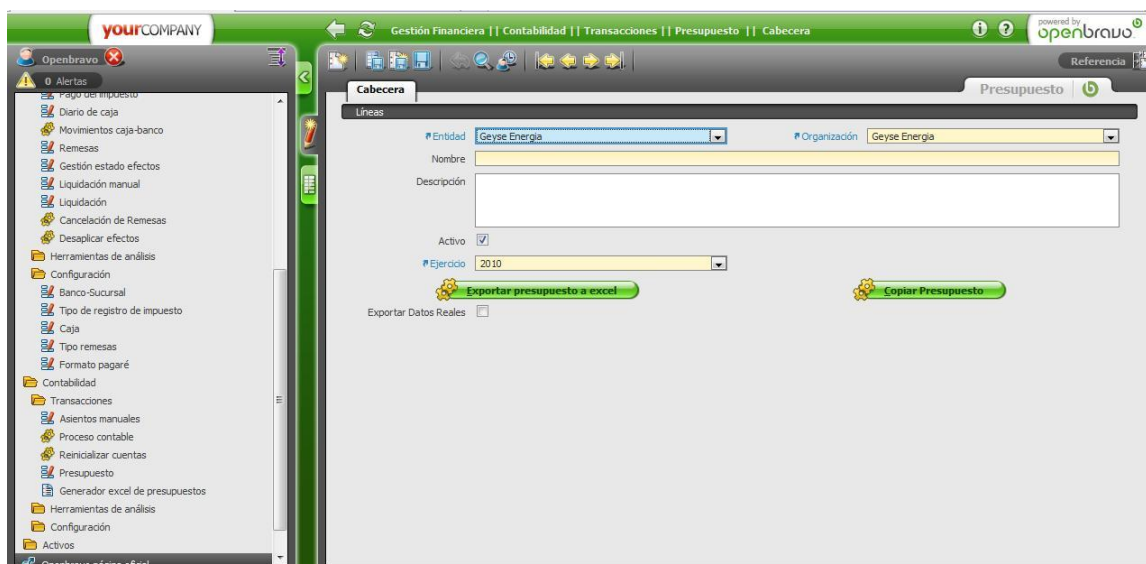 yourCOMPANY
Gestión Financiera || Contabilidad || Transacciones || Presupuesto || Cabecera
powered by
openbravo
Openbravo
0 Alertas
Referencia
Cabecera
Presupuesto
Líneas
Pago del impuesto
Diario de caja
Movimientos caja-banco
Remesas
Gestión estado efectos
Liquidación manual
Liquidación
Cancelación de Remesas
Desaplicar efectos
Herramientas de análisis
Configuración
Banco-Sucursal
Tipo de registro de impuesto
Caja
Tipo remesas
Formato pagaré
Contabilidad
Transacciones
Asientos manuales
Proceso contable
Reinicializar cuentas
Presupuesto
Generador excel de presupuestos
Herramientas de análisis
Configuración
Activos
Openbravo página oficial
Entidad Geyse Energia
Organización Geyse Energia
Nombre
Descripción
Activo
Ejercicio 2010
Exportar presupuesto a excel
Copiar Presupuesto
Exportar Datos Reales